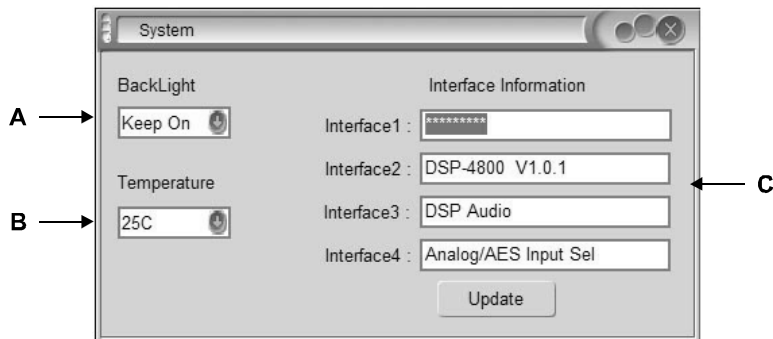 System
BackLight
Interface Information
A
Keep On
Interface1 : *********
Interface2 : DSP-4800 V1.0.1
Temperature
C
B
25C
Interface3 : DSP Audio
Interface4 : Analog/AES Input Sel
Update